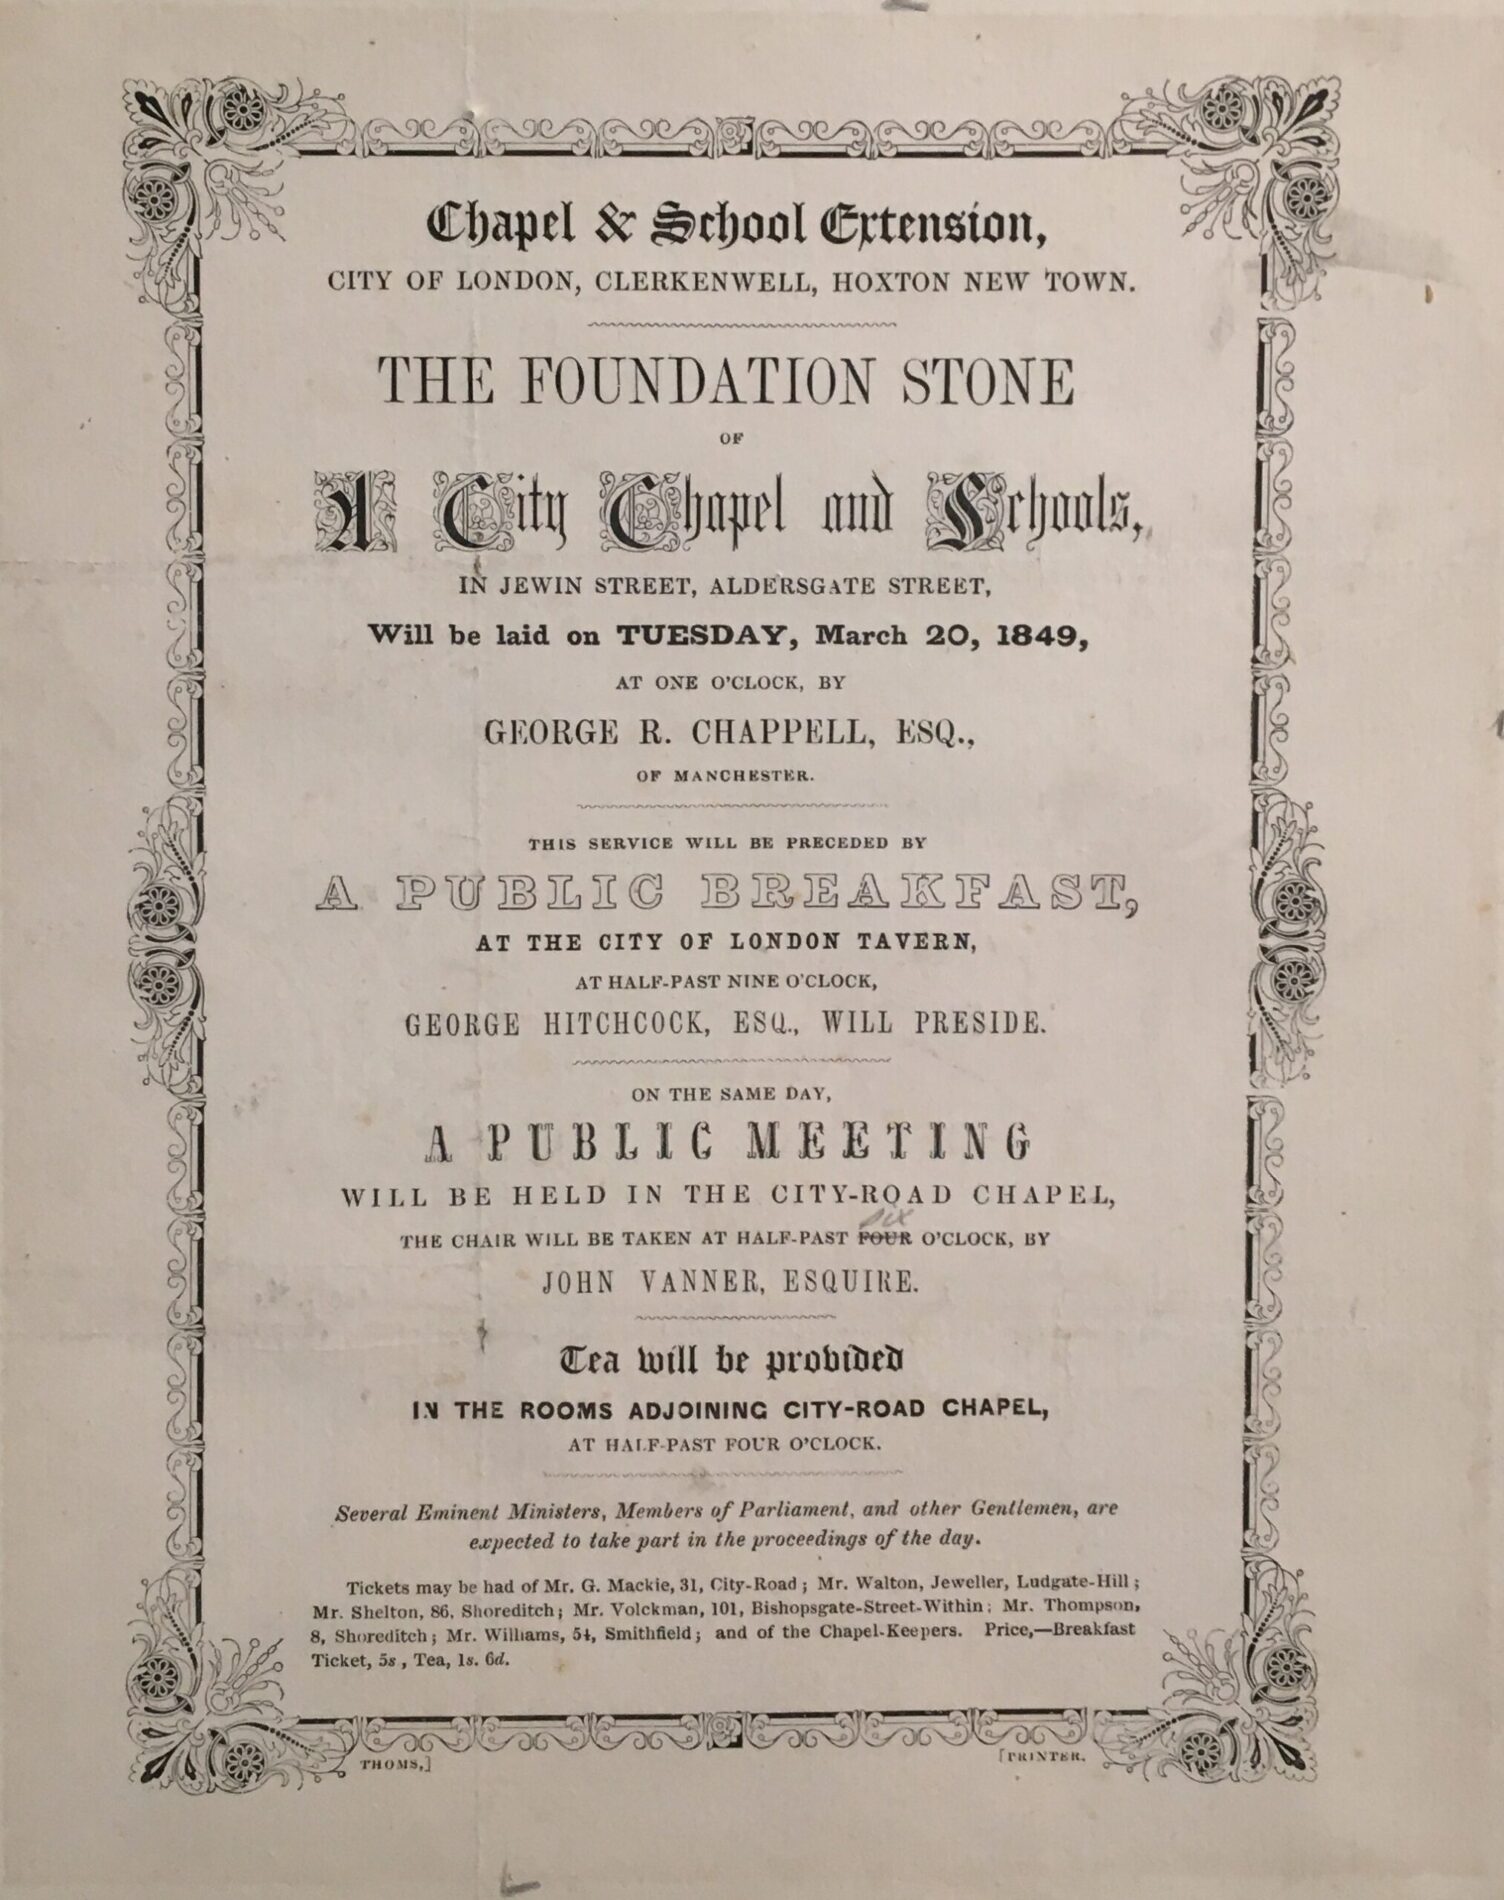 Chapel & School Extension,
CITY OF LONDON, CLERKENWELL, HOXTON NEW TOWN.
THE FOUNDATION STONE
OF
A City Chapel and Schools,
IN JEWIN STREET, ALDERSGATE STREET,
Will be laid on TUESDAY, March 20, 1849,
AT ONE O'CLOCK, BY
GEORGE R. CHAPPELL, ESQ.,
OF MANCHESTER.
THIS SERVICE WILL BE PRECEDED BY
A PUBLIC BREAKFAST,
AT THE CITY OF LONDON TAVERN,
AT HALF-PAST NINE O'CLOCK,
GEORGE HITCHCOCK, ESQ., WILL PRESIDE.
ON THE SAME DAY,
A PUBLIC MEETING
WILL BE HELD IN THE CITY-ROAD CHAPEL,
six
THE CHAIR WILL BE TAKEN AT HALF-PAST FOUR O'CLOCK, BY
JOHN VANNER, ESQUIRE.
Tea will be provided
IN THE ROOMS ADJOINING CITY-ROAD CHAPEL,
AT HALF-PAST FOUR O'CLOCK.
Several Eminent Ministers, Members of Parliament, and other Gentlemen, are
expected to take part in the proceedings of the day.
Tickets may be had of Mr. G. Mackie, 31, City-Road; Mr. Walton, Jeweller, Ludgate-Hill;
Mr. Shelton, 86, Shoreditch; Mr. Volckman, 101, Bishopsgate-Street-Within; Mr. Thompson,
8, Shoreditch; Mr. Williams, 54, Smithfield; and of the Chapel-Keepers. Price,—Breakfast
Ticket, 5s, Tea, 1s. 6d.
THOMS,] [PRINTER.